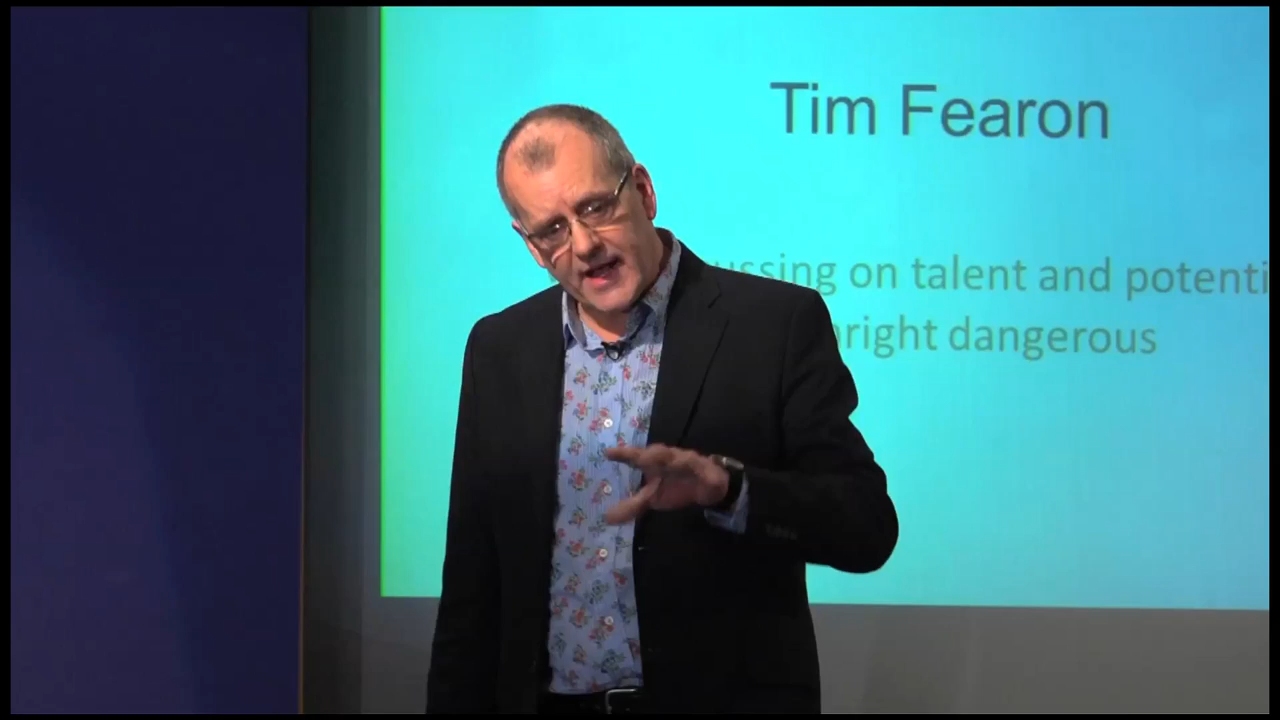 Tim Fearon
ussing on talent and potenti
right dangerous